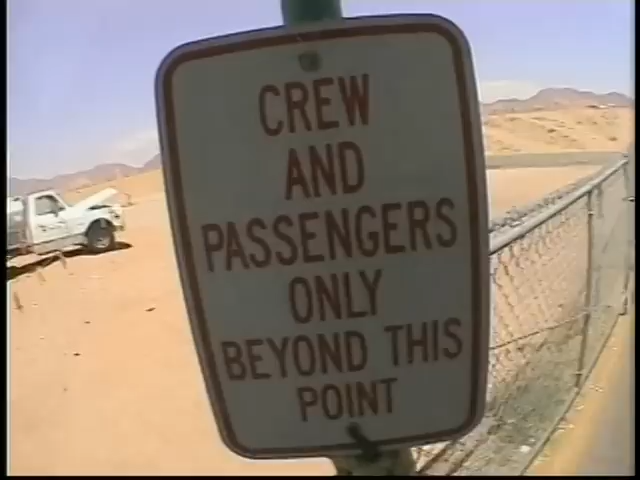 CREW
AND
PASSENGERS
ONLY
BEYOND THIS
POINT